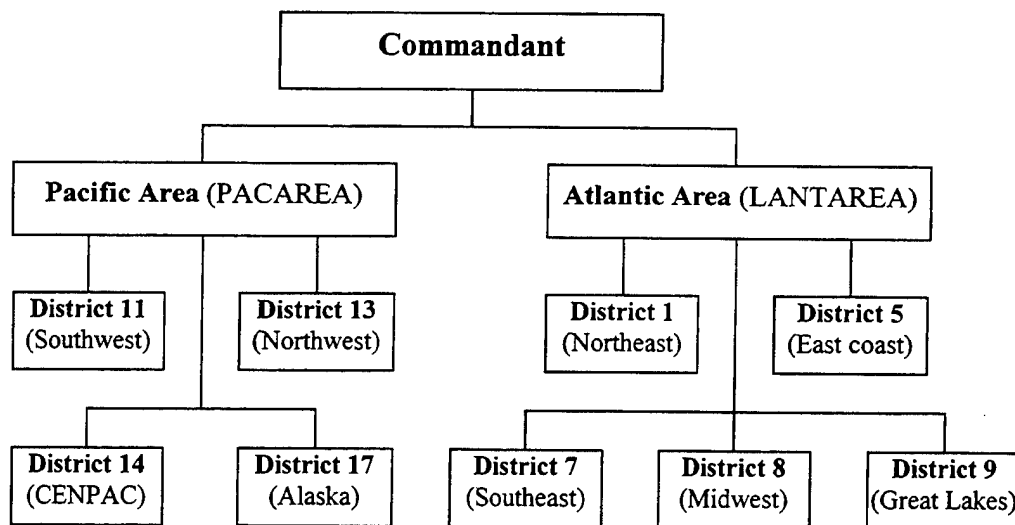 Commandant
Pacific Area (PACAREA)
Atlantic Area (LANTAREA)
District 11
(Southwest)
District 13
(Northwest)
District 1
(Northeast)
District 5
(East coast)
District 14
(CENPAC)
District 17
(Alaska)
District 7
(Southeast)
District 8
(Midwest)
District 9
(Great Lakes)